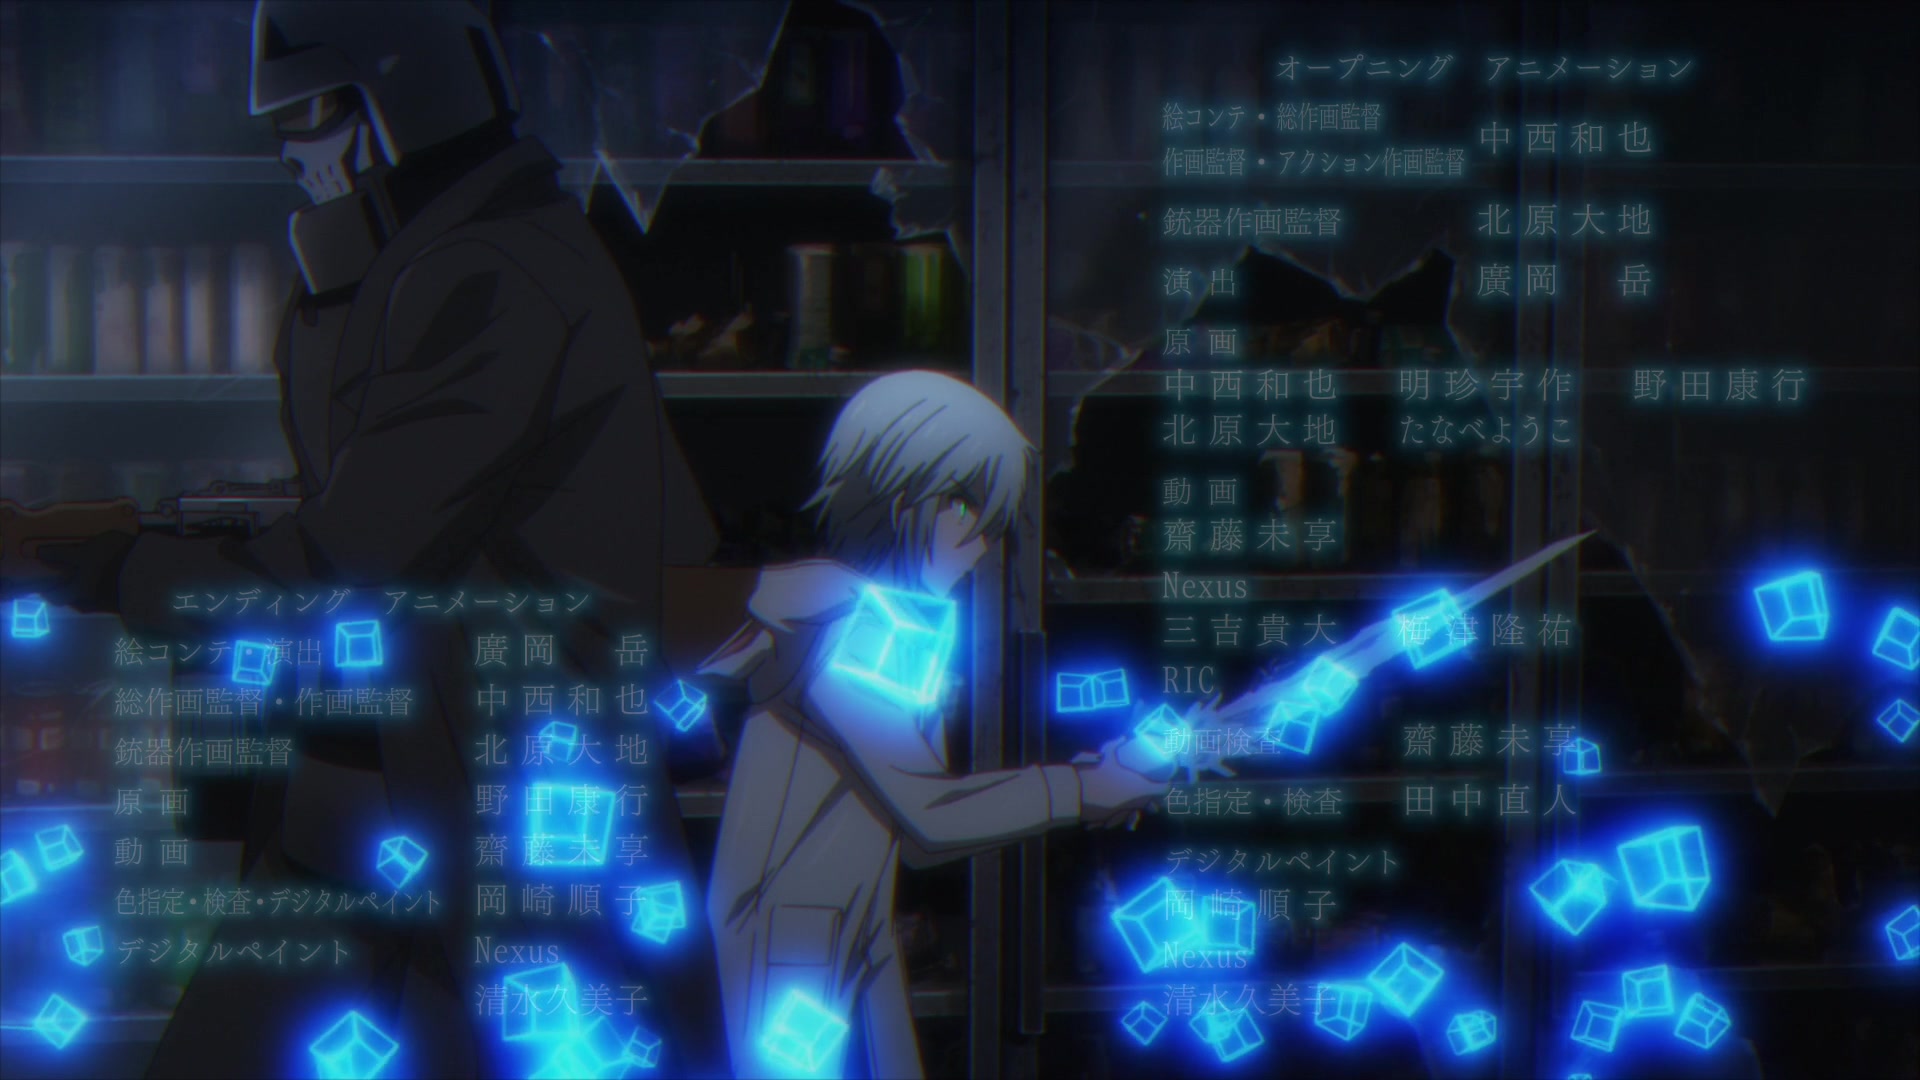 オープニング　アニメーション
絵コンテ・総作画監督
作画監督・アクション作画監督　中西和也
銃器作画監督　北原大地
演出　廣岡　岳
原画
中西和也　明珍宇作　野田康行
北原大地　たなべようこ
動画
齋藤未享
Nexus
三吉貴大　梅津隆祐
RIC
動画検査　齋藤未享
色指定・検査　田中直人
デジタルペイント
岡崎順子
Nexus
清水久美子
エンディング　アニメーション
絵コンテ・演出　廣岡　岳
総作画監督・作画監督　中西和也
銃器作画監督　北原大地
原画　野田康行
動画　齋藤未享
色指定・検査・デジタルペイント　岡崎順子
デジタルペイント　Nexus
清水久美子